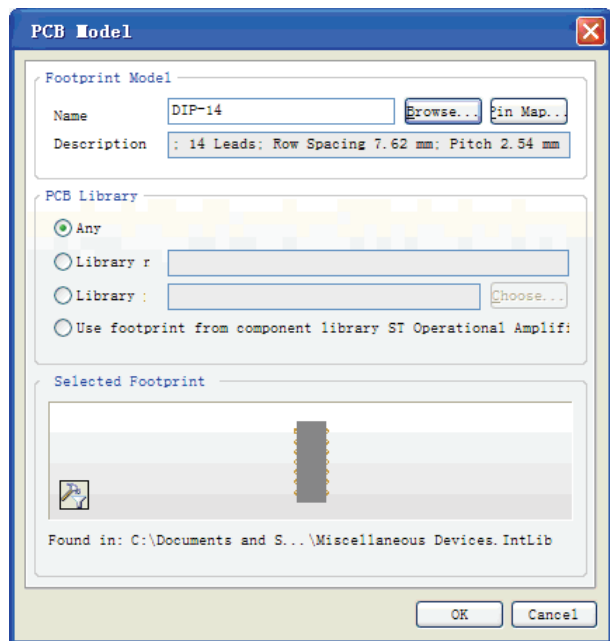 PCB Model
Footprint Model
Name DIP-14 Browse... Pin Map...
Description ; 14 Leads; Row Spacing 7.62 mm; Pitch 2.54 mm
PCB Library
Any
Library r
Library :
Choose...
Use footprint from component library ST Operational Amplifi
Selected Footprint
Found in: C:\Documents and S...\Miscellaneous Devices.IntLib
OK Cancel